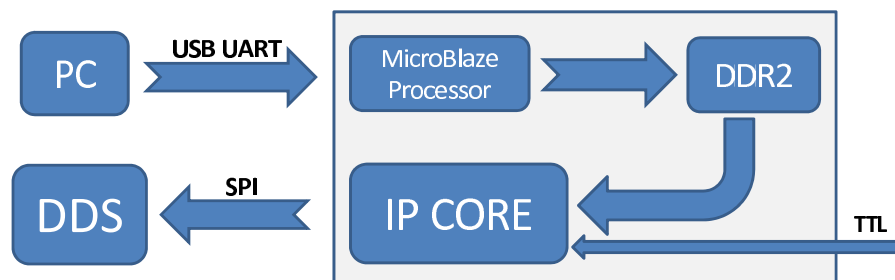 PC
USB UART
MicroBlaze
Processor
DDR2
DDS
SPI
IP CORE
TTL